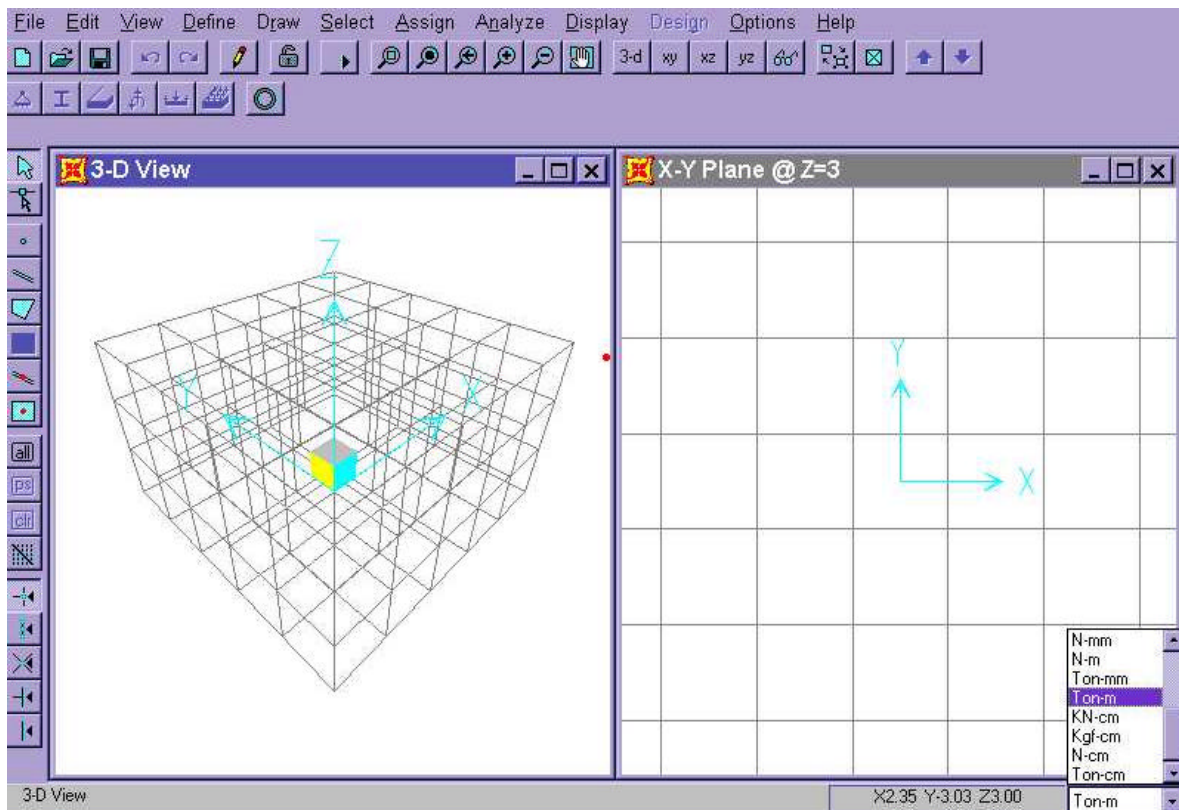 File Edit View Define Draw Select Assign Analyze Display Design Options Help
3-d xy xz yz
3-D View
X-Y Plane @ Z=3
Z
Y
X
Y
X
all
ps
clr
N-mm
N-m
Ton-mm
Ton-m
KN-cm
Kgf-cm
N-cm
Ton-cm
3-D View
X2.35 Y-3.03 Z3.00
Ton-m